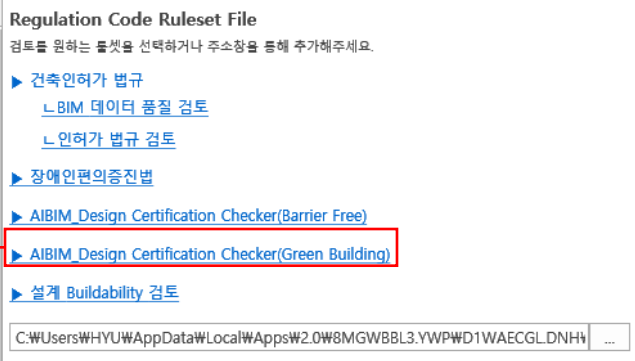 Regulation Code Ruleset File
검토를 원하는 룰셋을 선택하거나 주소창을 통해 추가해주세요.
▶ 건축인허가 법규
ㄴBIM 데이터 품질 검토
ㄴ인허가 법규 검토
▶ 장애인편의증진법
▶ AIBIM_Design Certification Checker(Barrier Free)
▶ AIBIM_Design Certification Checker(Green Building)
▶ 설계 Buildability 검토
C:₩Users₩HYU₩AppData₩Local₩Apps₩2.0₩8MGWBBL3.YWP₩D1WAECGL.DNH₩ ...